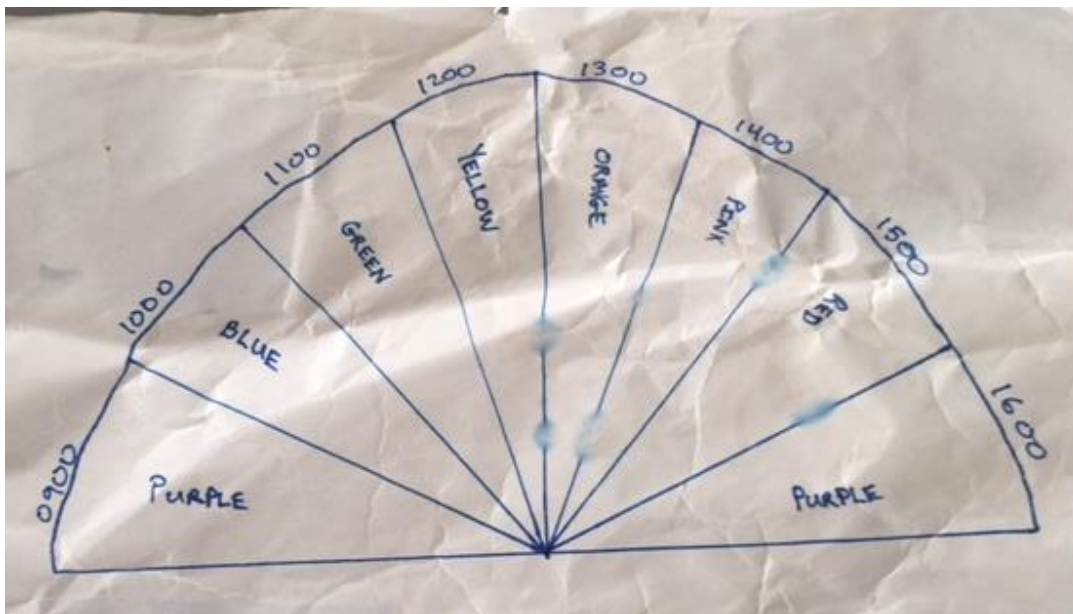 0900
1000
1100
1200
1300
1400
1500
1600
PURPLE
BLUE
GREEN
YELLOW
ORANGE
PINK
RED
PURPLE